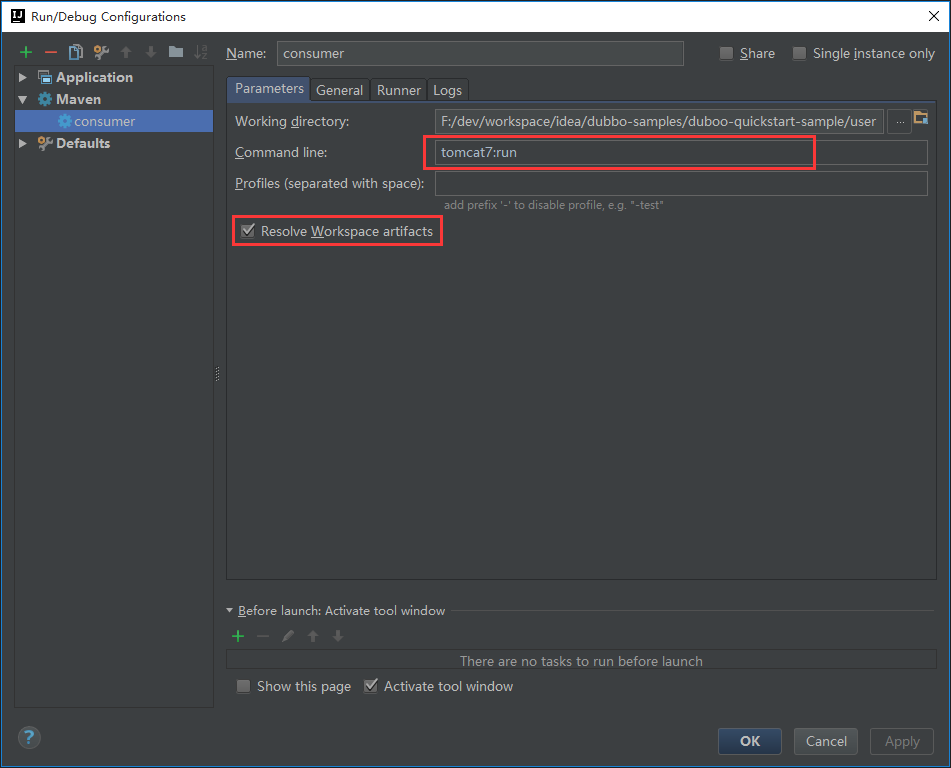 Run/Debug Configurations
Name: consumer Share Single instance only
Application
Maven
consumer
Defaults
Parameters General Runner Logs
Working directory: F:/dev/workspace/idea/dubbo-samples/duboo-quickstart-sample/user ...
Command line: tomcat7:run
Profiles (separated with space):
add prefix '-' to disable profile, e.g. "-test"
Resolve Workspace artifacts
Before launch: Activate tool window
There are no tasks to run before launch
Show this page Activate tool window
?
OK Cancel Apply